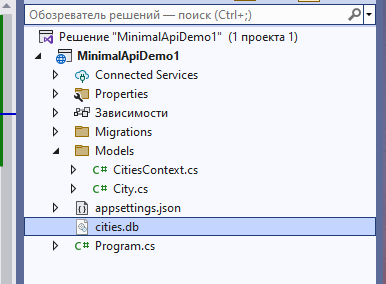 Обозреватель решений — поиск (Ctrl+;)
Решение "MinimalApiDemo1" (1 проекта 1)
MinimalApiDemo1
Connected Services
Properties
Зависимости
Migrations
Models
C# CitiesContext.cs
C# City.cs
appsettings.json
cities.db
C# Program.cs